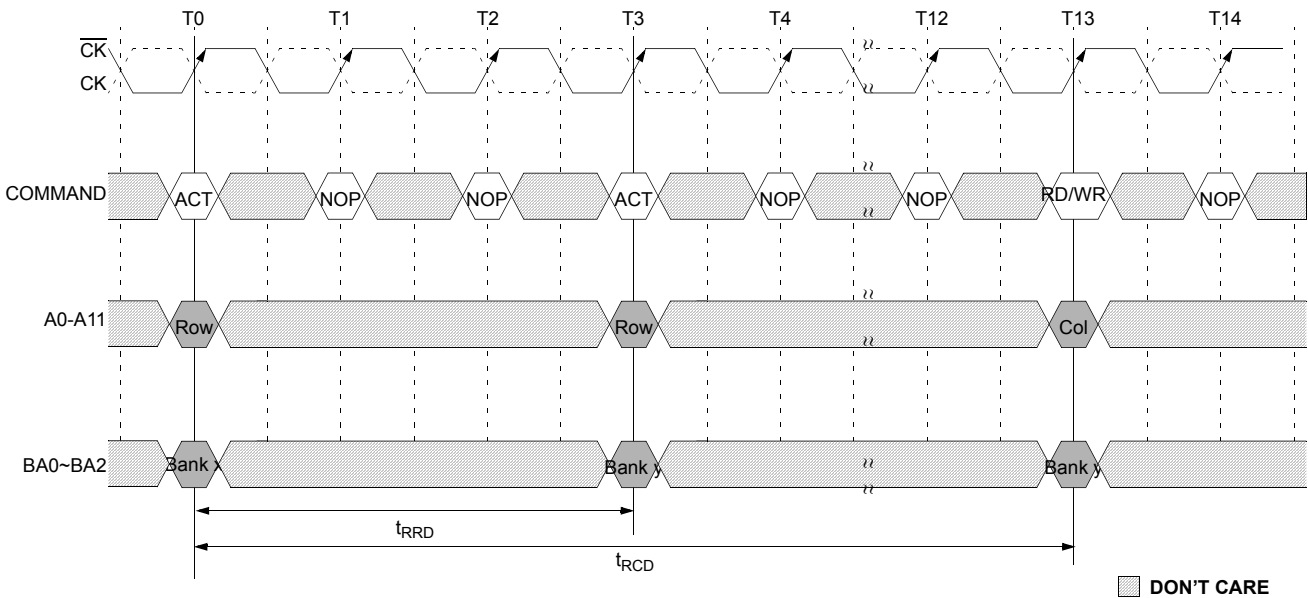 T0 T1 T2 T3 T4 T12 T13 T14
CK
CK
COMMAND ACT NOP NOP ACT NOP NOP RD/WR NOP
A0-A11 Row Row Col
BA0~BA2 Bank x Bank y Bank y
tRRD
tRCD
DON'T CARE